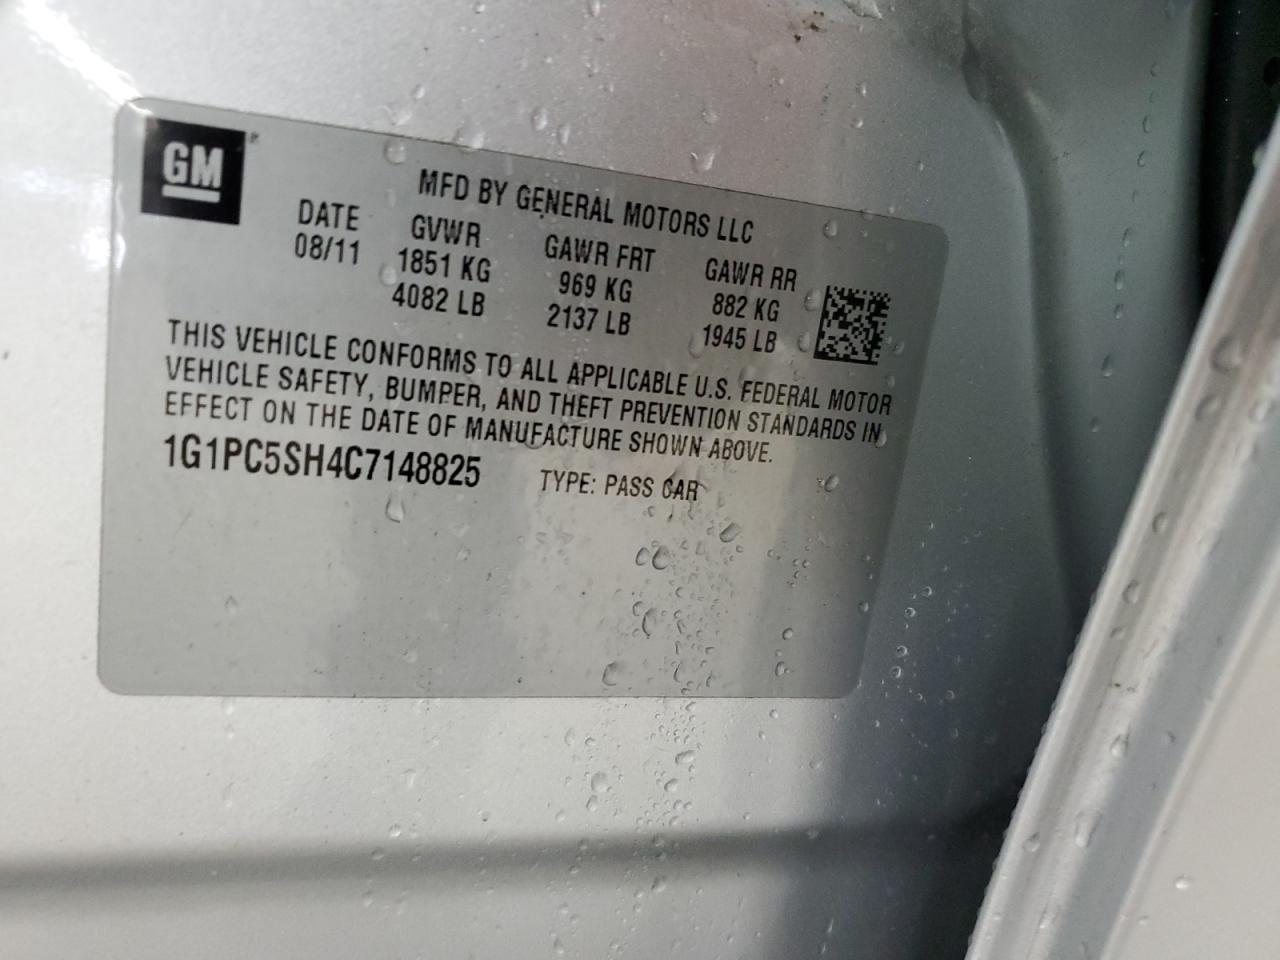 GM
MFD BY GENERAL MOTORS LLC
DATE GVWR GAWR FRT GAWR RR
08/11 1851 KG 969 KG 882 KG
4082 LB 2137 LB 1945 LB
THIS VEHICLE CONFORMS TO ALL APPLICABLE U.S. FEDERAL MOTOR
VEHICLE SAFETY, BUMPER, AND THEFT PREVENTION STANDARDS IN
EFFECT ON THE DATE OF MANUFACTURE SHOWN ABOVE.
1G1PC5SH4C7148825 TYPE: PASS CAR